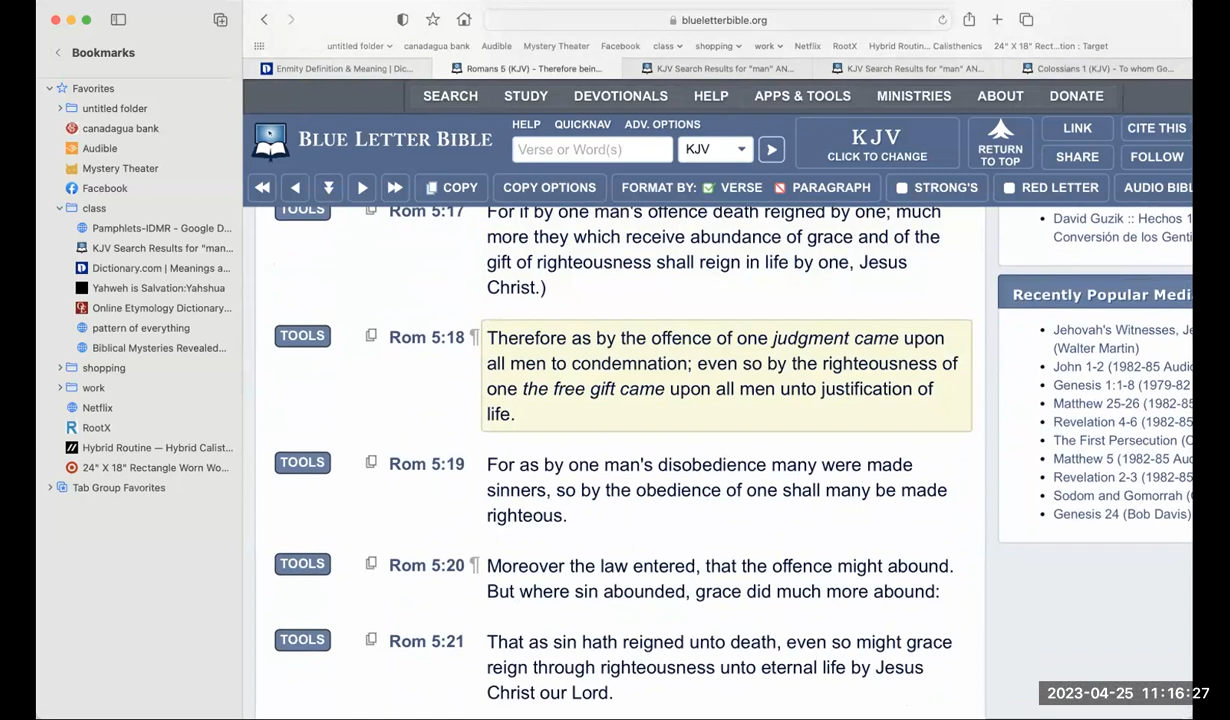 Bookmarks
Favorites
untitled folder
canadagua bank
Audible
Mystery Theater
Facebook
class
Pamphlets-IDMR - Google D...
KJV Search Results for "man...
Dictionary.com | Meanings a...
Yahweh is Salvation:Yahshua
Online Etymology Dictionary...
pattern of everything
Biblical Mysteries Revealed...
shopping
work
Netflix
RootX
Hybrid Routine — Hybrid Calist...
24" X 18" Rectangle Worn Wo...
Tab Group Favorites
blueletterbible.org
untitled folder canadagua bank Audible Mystery Theater Facebook class shopping work Netflix RootX Hybrid Routin... Calisthenics 24" X 18" Rect...tion : Target
Enmity Definition & Meaning | Dic... Romans 5 (KJV) - Therefore bein... KJV Search Results for "man" AN... KJV Search Results for "man" AN... Colossians 1 (KJV) - To whom Go...
SEARCH STUDY DEVOTIONALS HELP APPS & TOOLS MINISTRIES ABOUT DONATE
BLUE LETTER BIBLE
HELP QUICKNAV ADV. OPTIONS
Verse or Word(s) KJV
KJV
CLICK TO CHANGE
RETURN
TO TOP
LINK CITE THIS
SHARE FOLLOW
COPY COPY OPTIONS FORMAT BY: VERSE PARAGRAPH STRONG'S RED LETTER AUDIO BIBL
TOOLS Rom 5:17 For if by one man's offence death reigned by one; much
more they which receive abundance of grace and of the
gift of righteousness shall reign in life by one, Jesus
Christ.)
TOOLS Rom 5:18 ¶ Therefore as by the offence of one judgment came upon
all men to condemnation; even so by the righteousness of
one the free gift came upon all men unto justification of
life.
TOOLS Rom 5:19 For as by one man's disobedience many were made
sinners, so by the obedience of one shall many be made
righteous.
TOOLS Rom 5:20 ¶ Moreover the law entered, that the offence might abound.
But where sin abounded, grace did much more abound:
TOOLS Rom 5:21 That as sin hath reigned unto death, even so might grace
reign through righteousness unto eternal life by Jesus
Christ our Lord.
• David Guzik :: Hechos 1
Conversión de los Genti
Recently Popular Medi
• Jehovah's Witnesses, Je
(Walter Martin)
• John 1-2 (1982-85 Audi
• Genesis 1:1-8 (1979-82
• Matthew 25-26 (1982-85
• Revelation 4-6 (1982-85
• The First Persecution (C
• Matthew 5 (1982-85 Aud
• Revelation 2-3 (1982-85
• Sodom and Gomorrah (
• Genesis 24 (Bob Davis)
2023-04-25 11:16:27